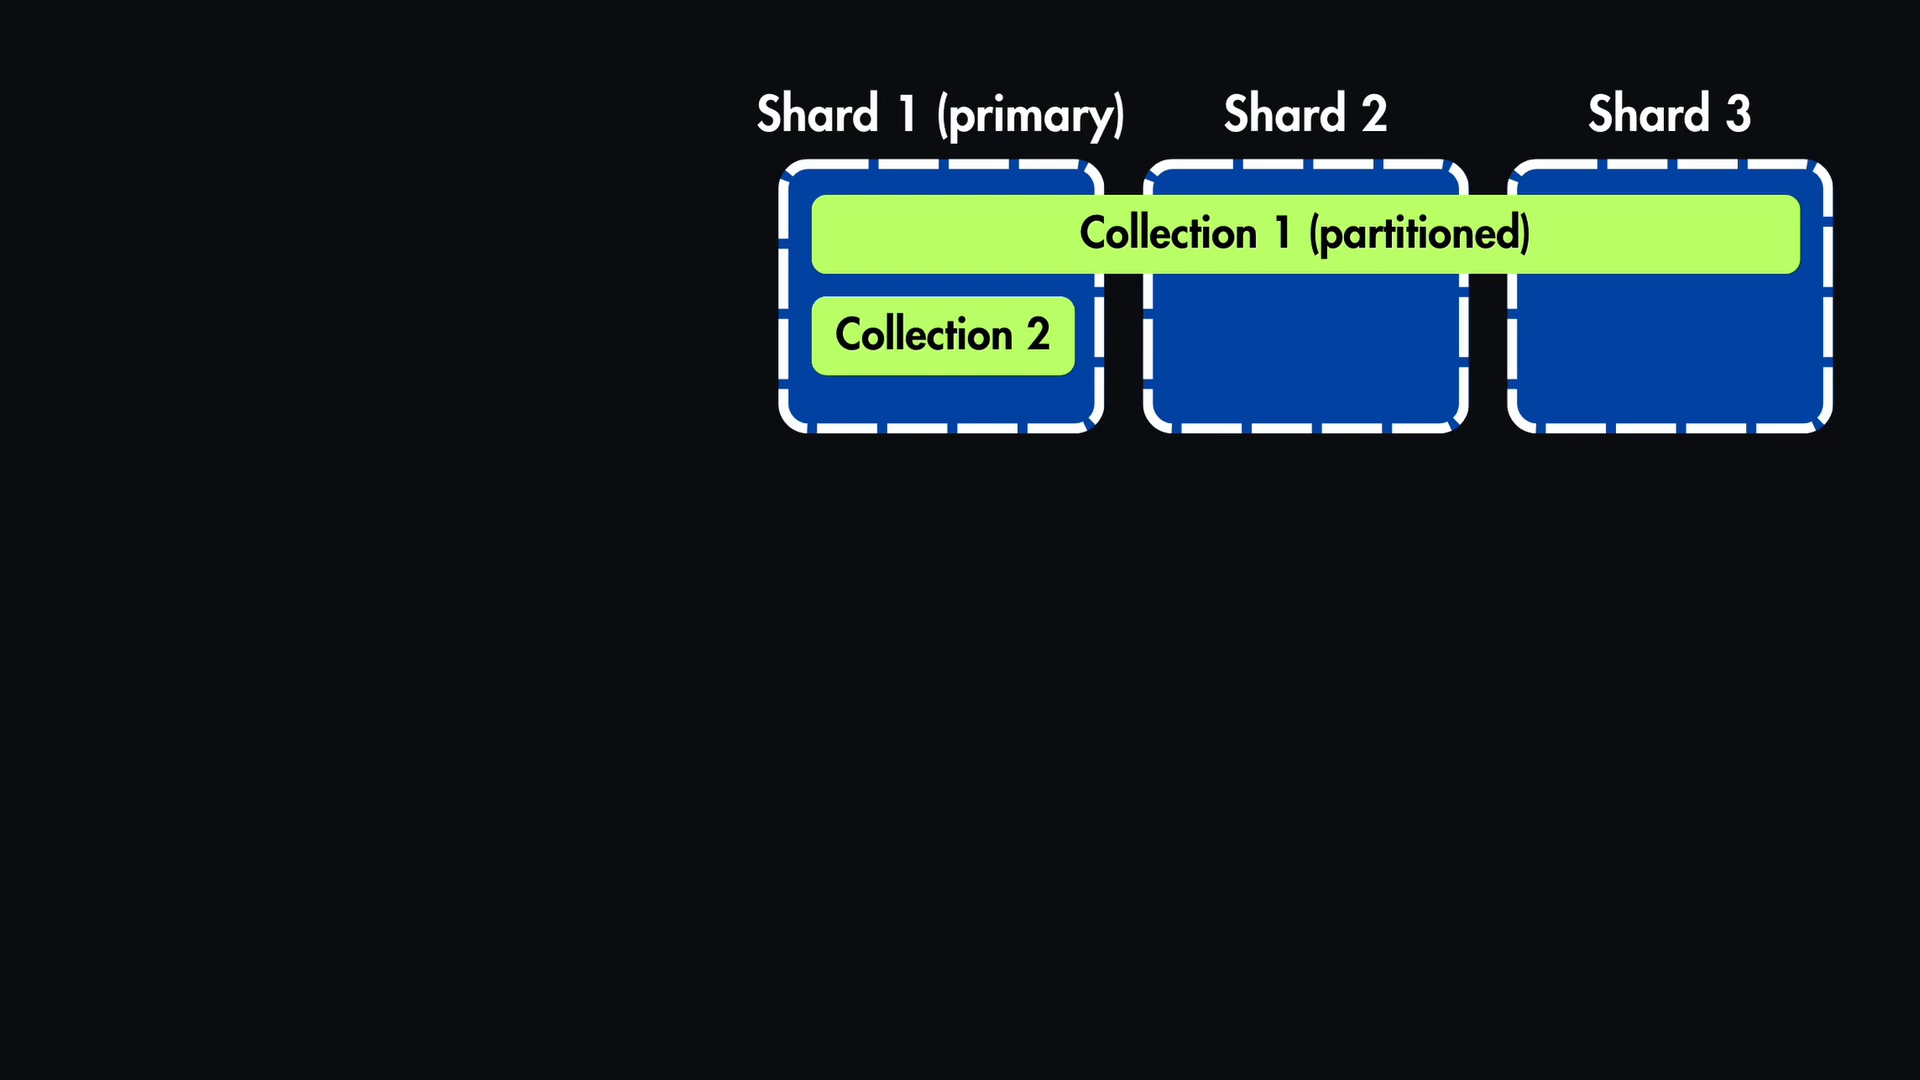 Shard 1 (primary)
Shard 2
Shard 3
Collection 1 (partitioned)
Collection 2